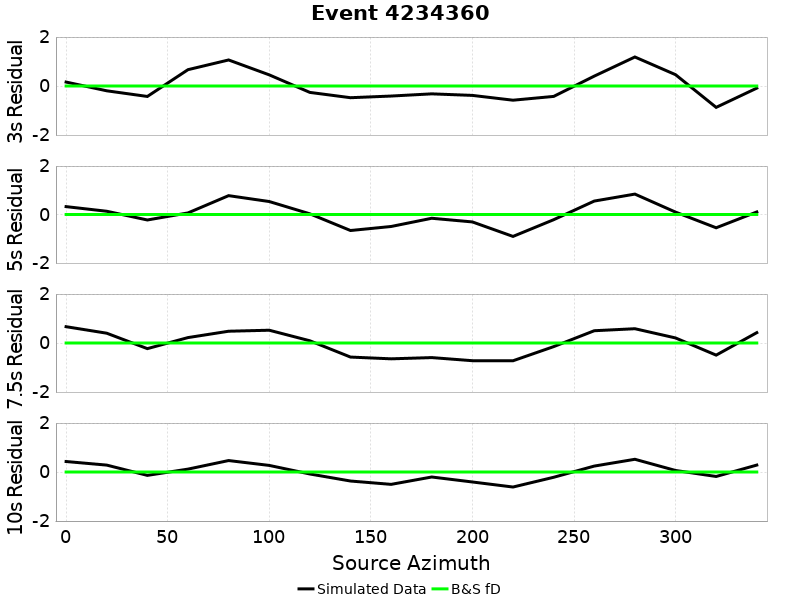 Event 4234360
3s Residual
2
0
-2
5s Residual
2
0
-2
7.5s Residual
2
0
-2
10s Residual
2
0
-2
0 50 100 150 200 250 300
Source Azimuth
Simulated Data B&S fD